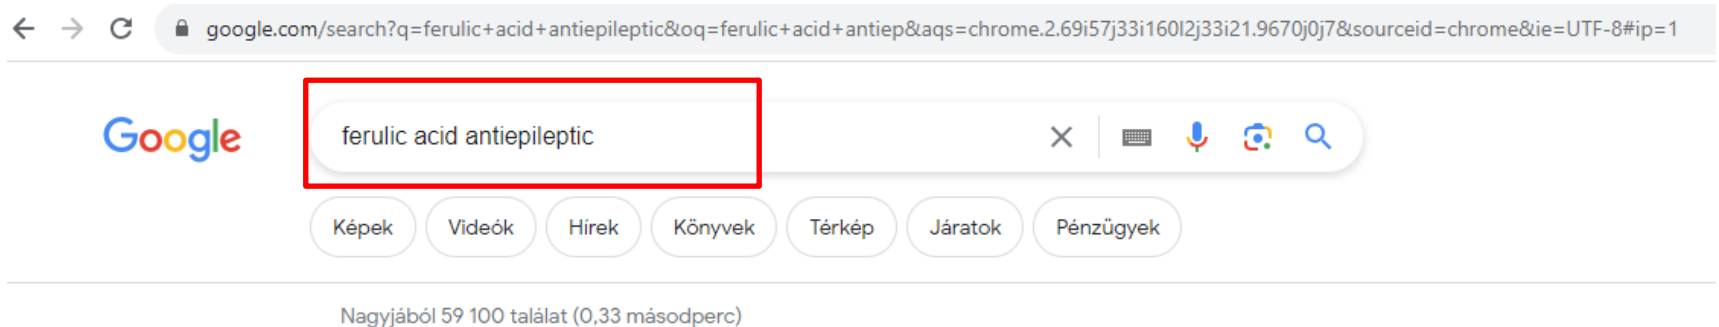 google.com/search?q=ferulic+acid+antiepileptic&oq=ferulic+acid+antiep&aqs=chrome.2.69i57j33i160l2j33i21.9670j0j7&sourceid=chrome&ie=UTF-8#ip=1
Google ferulic acid antiepileptic
Képek Videók Hírek Könyvek Térkép Járatok Pénzügyek
Nagyjából 59 100 találat (0,33 másodperc)